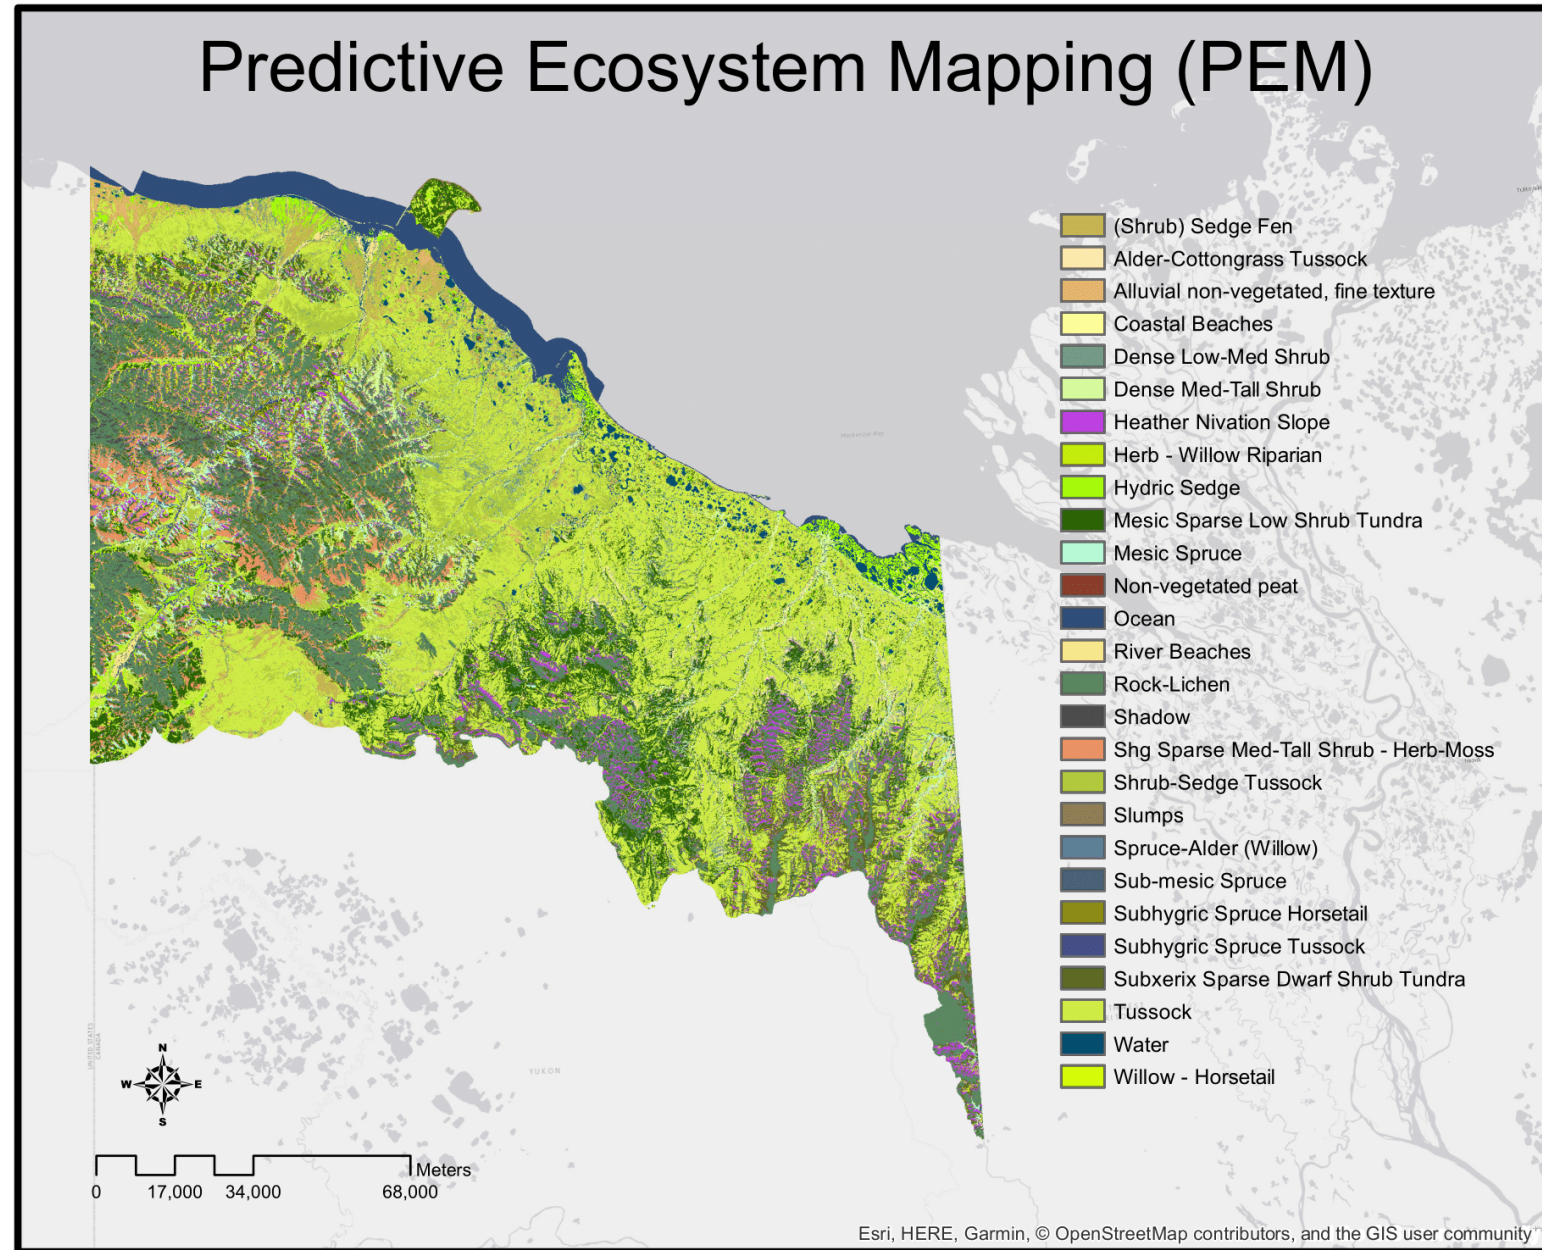 Predictive Ecosystem Mapping (PEM)
(Shrub) Sedge Fen
Alder-Cottongrass Tussock
Alluvial non-vegetated, fine texture
Coastal Beaches
Dense Low-Med Shrub
Dense Med-Tall Shrub
Heather Nivation Slope
Herb - Willow Riparian
Hydric Sedge
Mesic Sparse Low Shrub Tundra
Mesic Spruce
Non-vegetated peat
Ocean
River Beaches
Rock-Lichen
Shadow
Shg Sparse Med-Tall Shrub - Herb-Moss
Shrub-Sedge Tussock
Slumps
Spruce-Alder (Willow)
Sub-mesic Spruce
Subhygric Spruce Horsetail
Subhygric Spruce Tussock
Subxerix Sparse Dwarf Shrub Tundra
Tussock
Water
Willow - Horsetail
Mackenzie Bay
UNITED STATES
CANADA
YUKON
N
W E
S
Meters
0 17,000 34,000 68,000
Esri, HERE, Garmin, © OpenStreetMap contributors, and the GIS user community